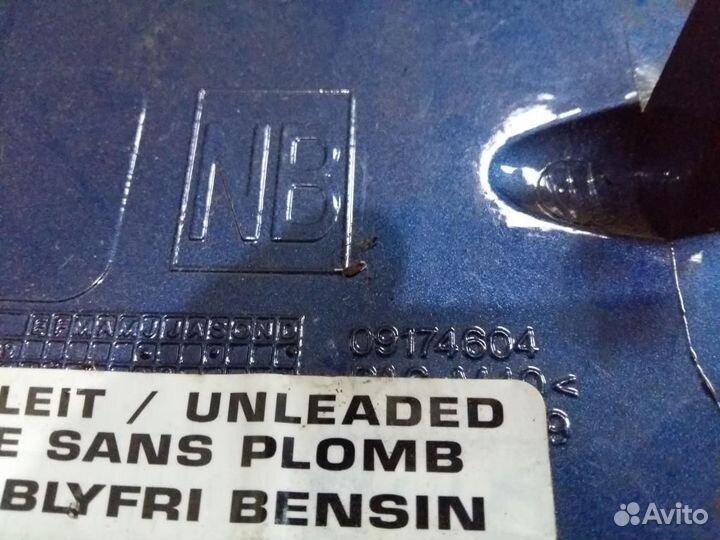 NB
JFMAMJJASOND
09174604
LEIT / UNLEADED
E SANS PLOMB
BLYFRI BENSIN
Avito